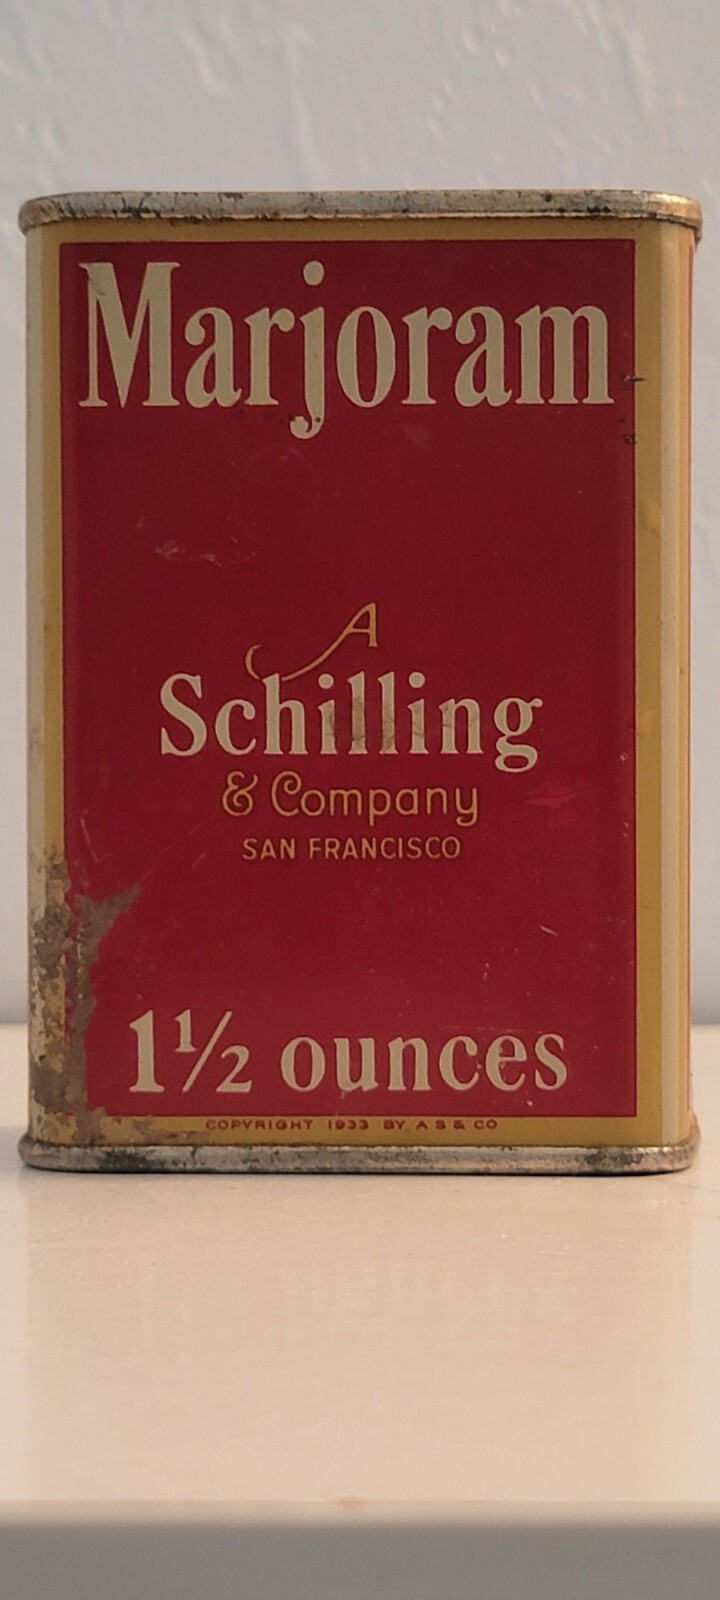 Marjoram
A
Schilling
& Company
SAN FRANCISCO
1½ ounces
COPYRIGHT 1933 BY A S & CO